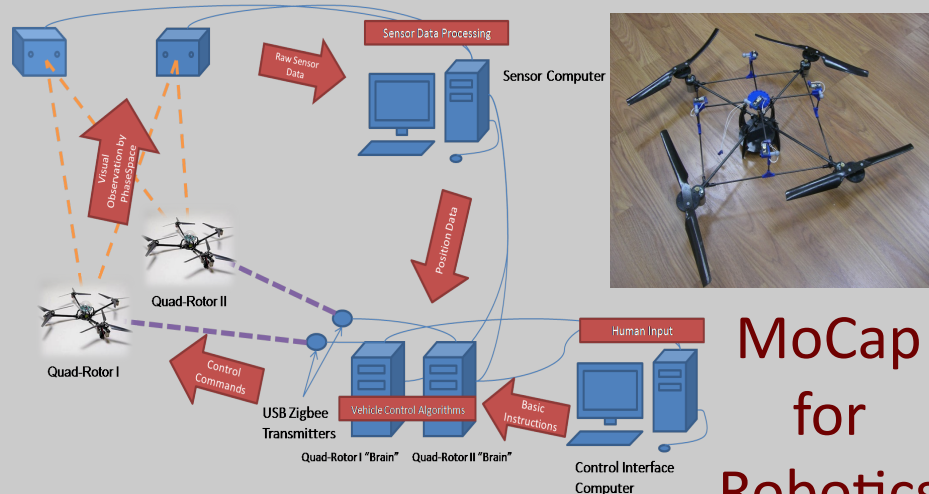 Sensor Data Processing
Raw Sensor
Data
Sensor Computer
Visual
Observation by
PhaseSpace
Position Data
Quad-Rotor II
Quad-Rotor I
Control
Commands
USB Zigbee
Transmitters
Human Input
Vehicle Control Algorithms
Basic
Instructions
Quad-Rotor I "Brain"
Quad-Rotor II "Brain"
Control Interface
Computer
MoCap
for
Robotics